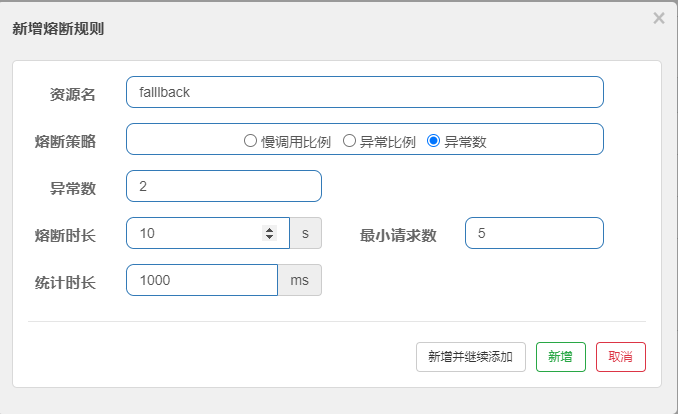 新增熔断规则
×
资源名 falllback
熔断策略 慢调用比例 异常比例 异常数
异常数 2
熔断时长 10 s 最小请求数 5
统计时长 1000 ms
新增并继续添加 新增 取消